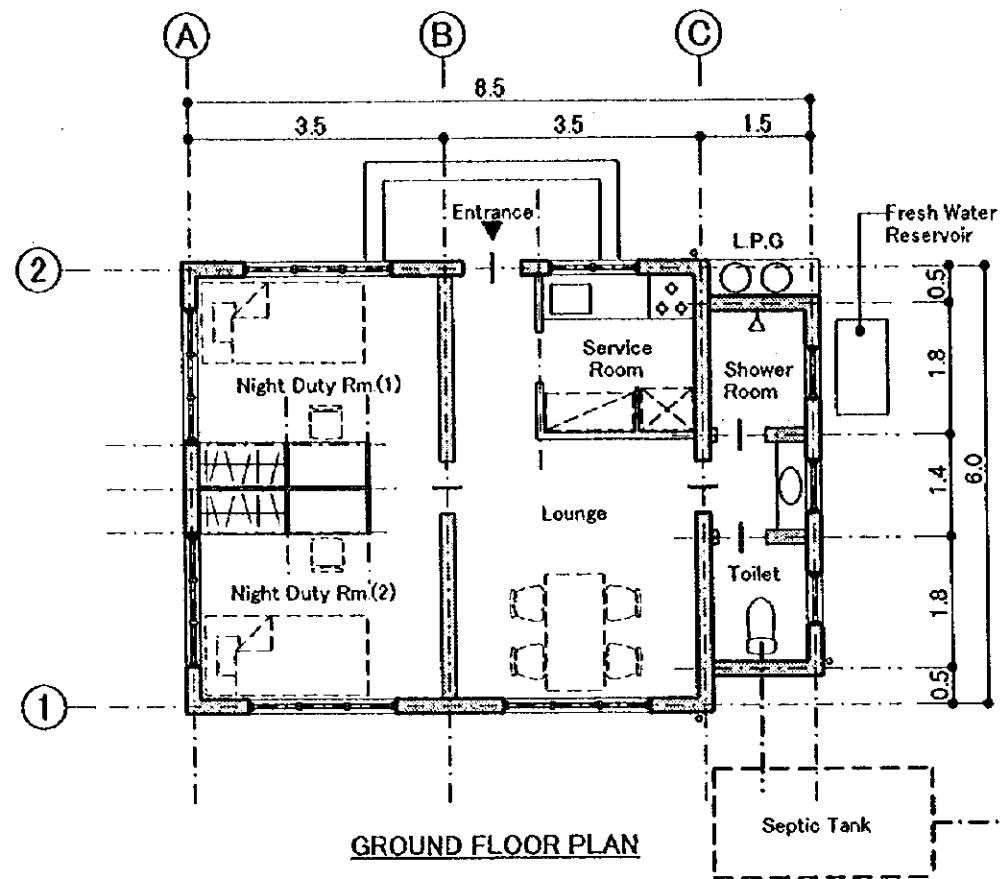 A
B
C
8.5
3.5
3.5
1.5
Entrance
Fresh Water
Reservoir
L.P.G
2
0.5
Service
Room
Shower
Room
1.8
Night Duty Rm.(1)
1.4
6.0
Lounge
Toilet
Night Duty Rm.(2)
1.8
0.5
1
Septic Tank
GROUND FLOOR PLAN